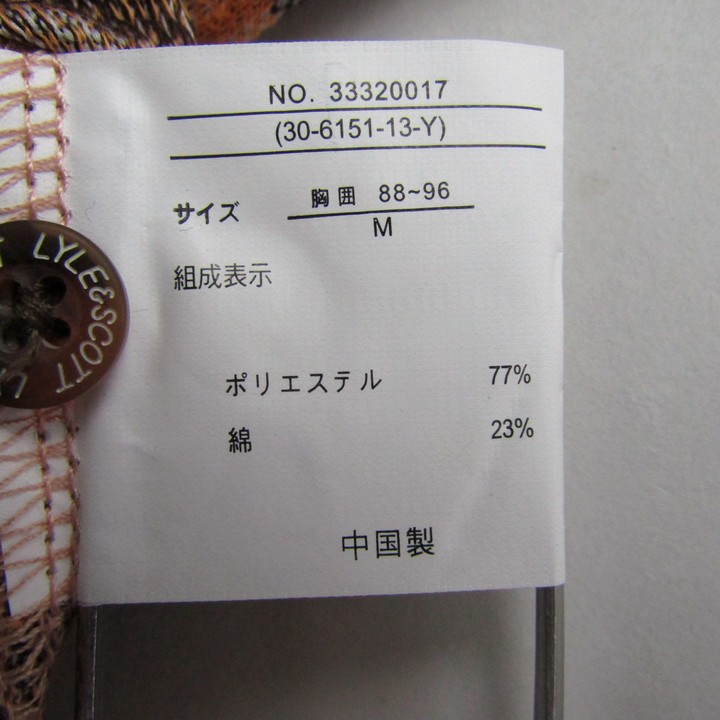 NO. 33320017
(30-6151-13-Y)
サイズ 胸囲 88~96
M
組成表示
ポリエステル 77%
綿 23%
中国製
LYLE&SCOTT